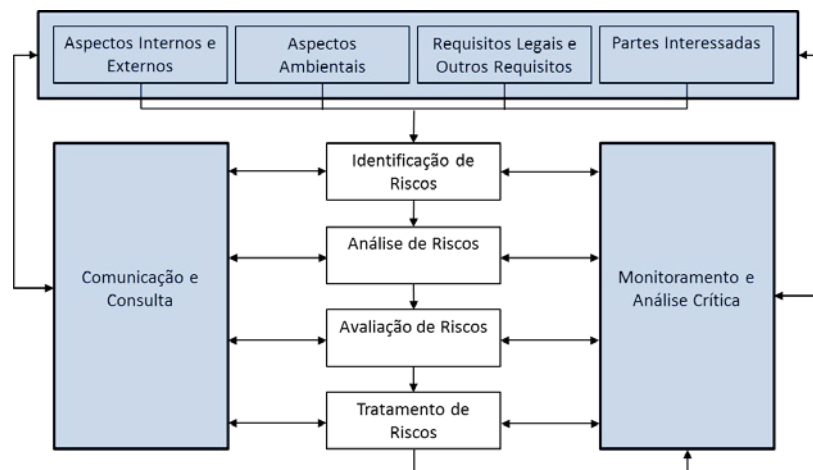 Aspectos Internos e
Externos
Aspectos
Ambientais
Requisitos Legais e
Outros Requisitos
Partes Interessadas
Identificação de
Riscos
Análise de Riscos
Comunicação e
Consulta
Monitoramento e
Análise Crítica
Avaliação de Riscos
Tratamento de
Riscos